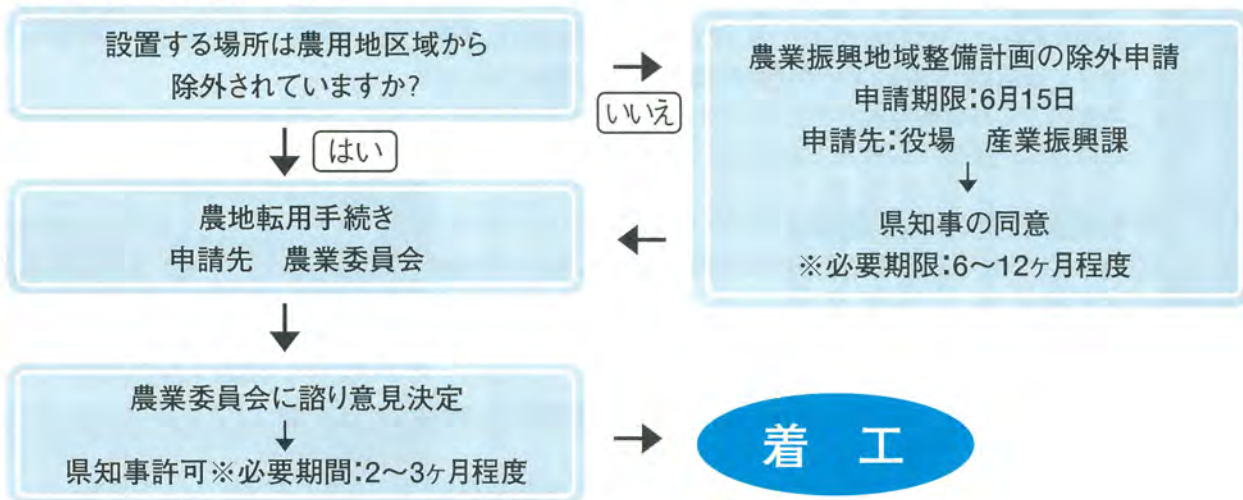 設置する場所は農用地区域から
除外されていますか?
いいえ
農業振興地域整備計画の除外申請
申請期限:6月15日
申請先:役場　産業振興課
↓
県知事の同意
※必要期限:6〜12ヶ月程度
はい
農地転用手続き
申請先　農業委員会
農業委員会に諮り意見決定
↓
県知事許可※必要期間:2〜3ヶ月程度
着　工